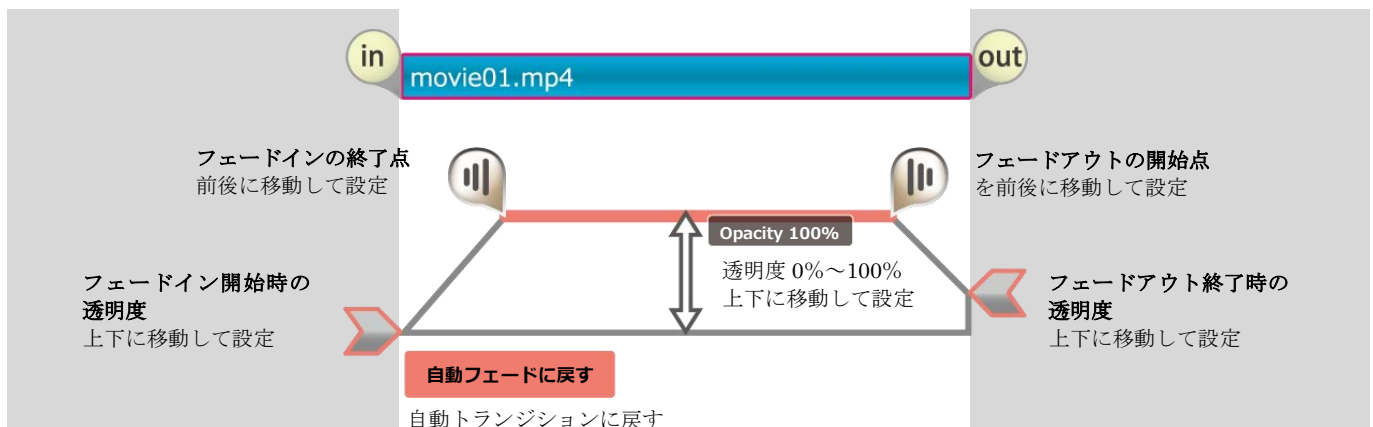 in
out
movie01.mp4
フェードインの終了点
前後に移動して設定
フェードアウトの開始点
を前後に移動して設定
Opacity 100%
透明度 0%～100%
上下に移動して設定
フェードイン開始時の
透明度
上下に移動して設定
フェードアウト終了時の
透明度
上下に移動して設定
自動フェードに戻す
自動トランジションに戻す